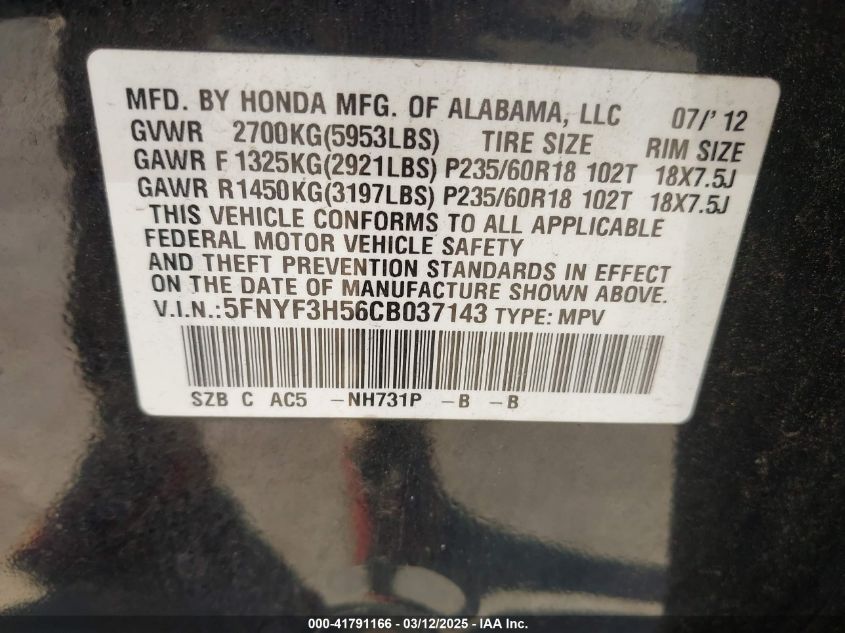 MFD. BY HONDA MFG. OF ALABAMA, LLC 07/'12
GVWR 2700KG(5953LBS) TIRE SIZE RIM SIZE
GAWR F 1325KG(2921LBS) P235/60R18 102T 18X7.5J
GAWR R1450KG(3197LBS) P235/60R18 102T 18X7.5J
THIS VEHICLE CONFORMS TO ALL APPLICABLE
FEDERAL MOTOR VEHICLE SAFETY
AND THEFT PREVENTION STANDARDS IN EFFECT
ON THE DATE OF MANUFACTURE SHOWN ABOVE.
V.I.N.:5FNYF3H56CB037143 TYPE: MPV
SZB C AC5 -NH731P -B -B
000-41791166 - 03/12/2025 - IAA Inc.